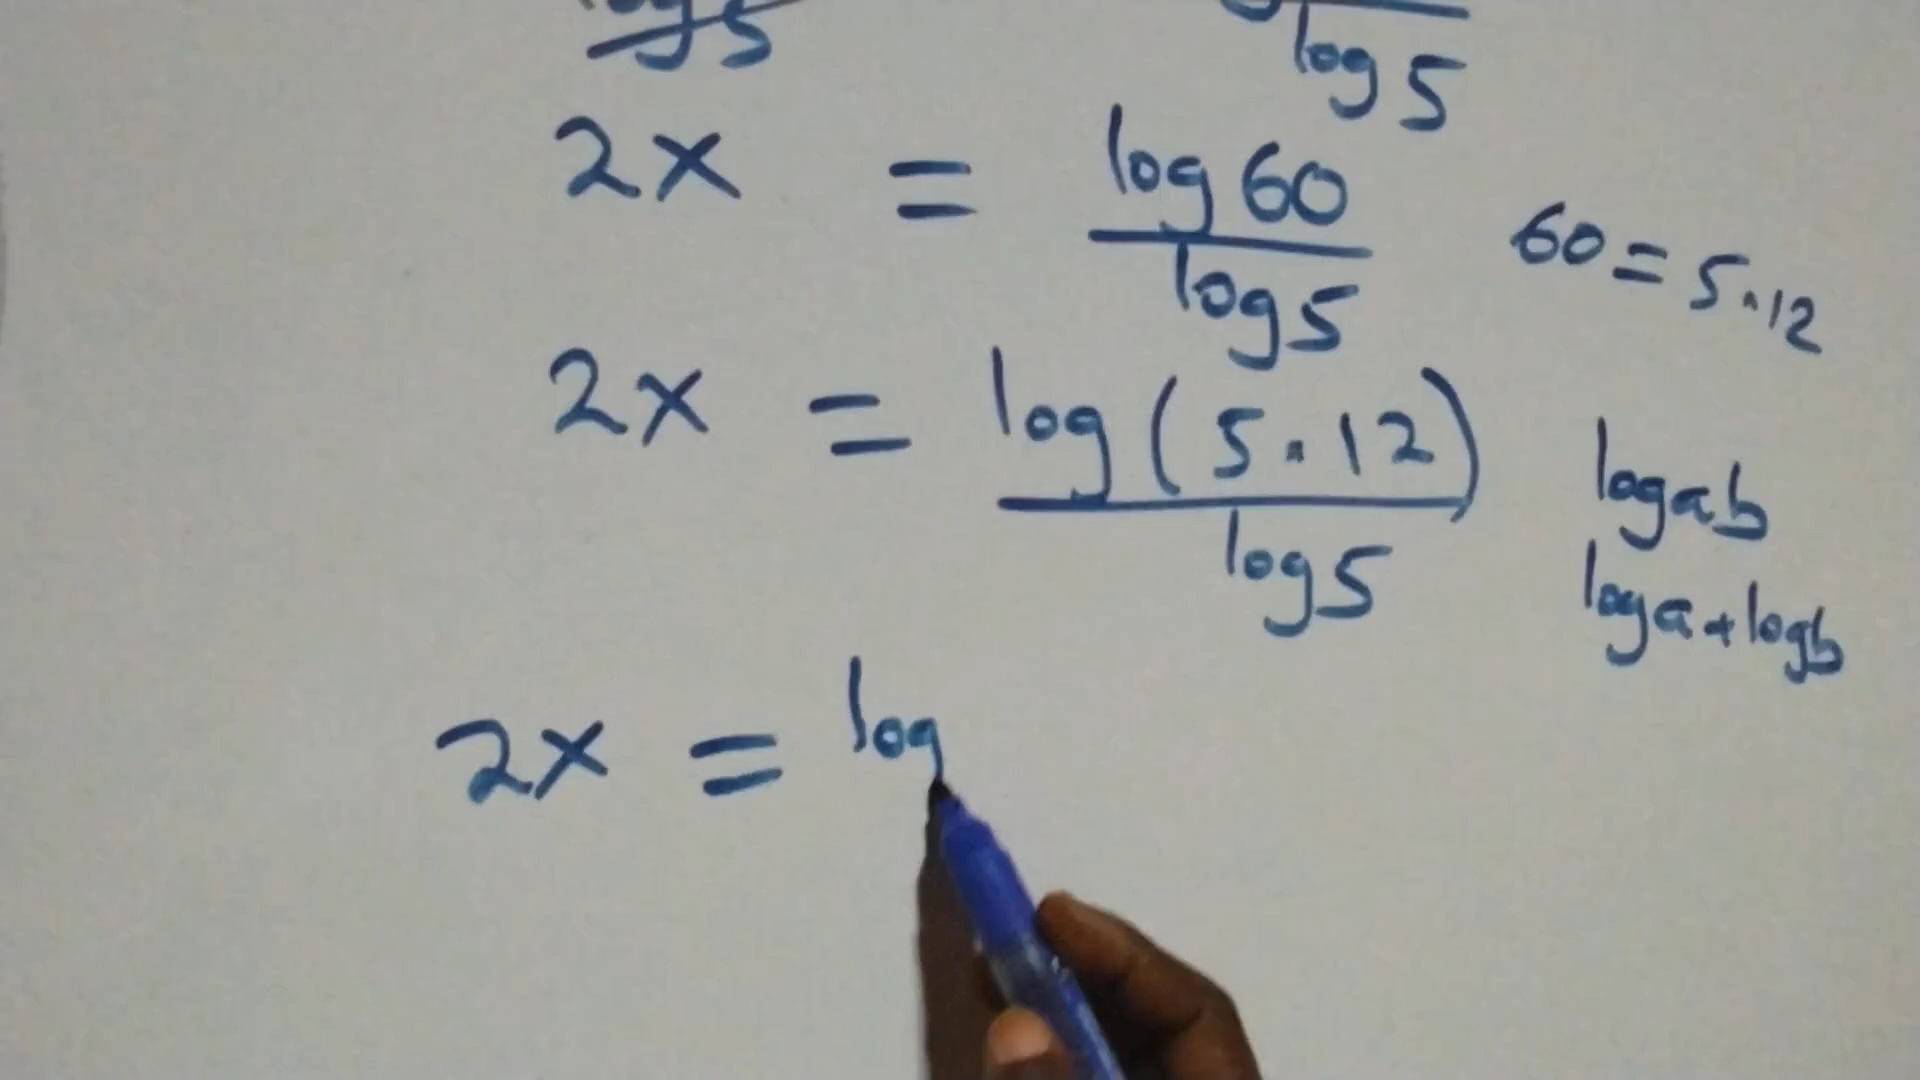 log 5 log 5
2x = log 60 / log 5
60 = 5.12
2x = log (5.12) / log 5
log ab
log a + log b
2x = log